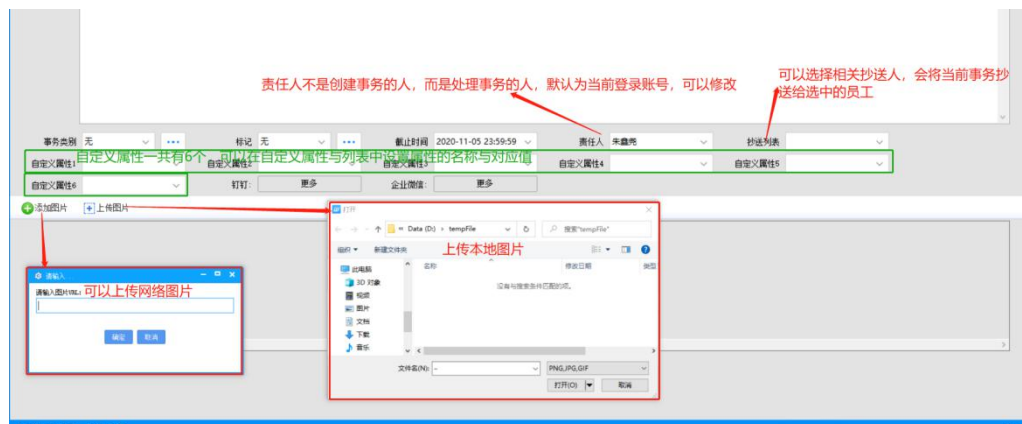 责任人不是创建事务的人，而是处理事务的人，默认为当前登录账号，可以修改
可以选择相关抄送人，会将当前事务抄
送给选中的员工
事务类别 无 标记 无 截止时间 2020-11-05 23:59:59 责任人 朱鑫尧 抄送列表
自定义属性一共有6个，可以在自定义属性与列表中设置属性的名称与对应值
自定义属性1 自定义属性2 自定义属性3 自定义属性4 自定义属性5
自定义属性6 钉钉: 更多 企业微信: 更多
添加图片 上传图片
打开
Data (D:) › tempFile 搜索"tempFile"
组织 新建文件夹
上传本地图片
此电脑 名称 修改日期 类型
3D 对象
没有与搜索条件匹配的项。
视频
图片
文档
下载
音乐
文件名(N): - PNG,JPG,GIF
打开(O) 取消
请输入...
请输入图片URL:
可以上传网络图片
确定 取消